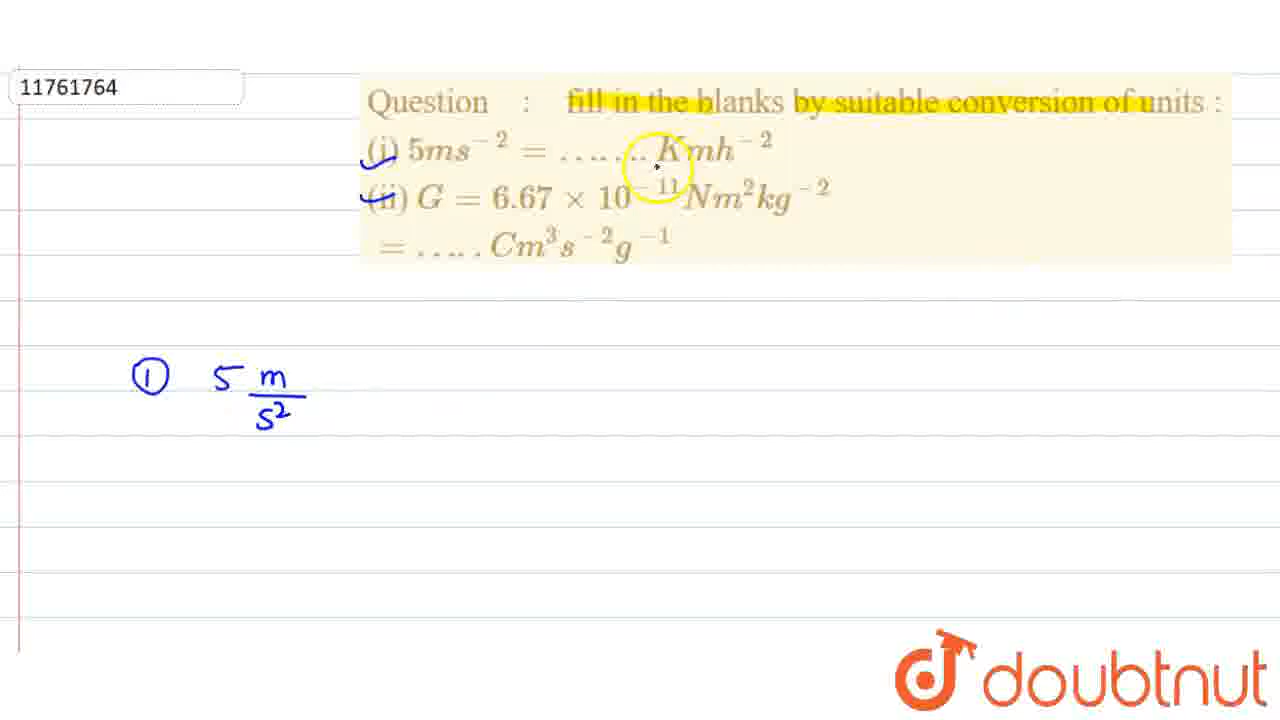 11761764
Question : fill in the blanks by suitable conversion of units :
(i) 5ms⁻² = ........ Kmh⁻²
(ii) G = 6.67 × 10⁻¹¹ Nm²kg⁻²
= ..... Cm³s⁻²g⁻¹
① 5 m/s²
doubtnut